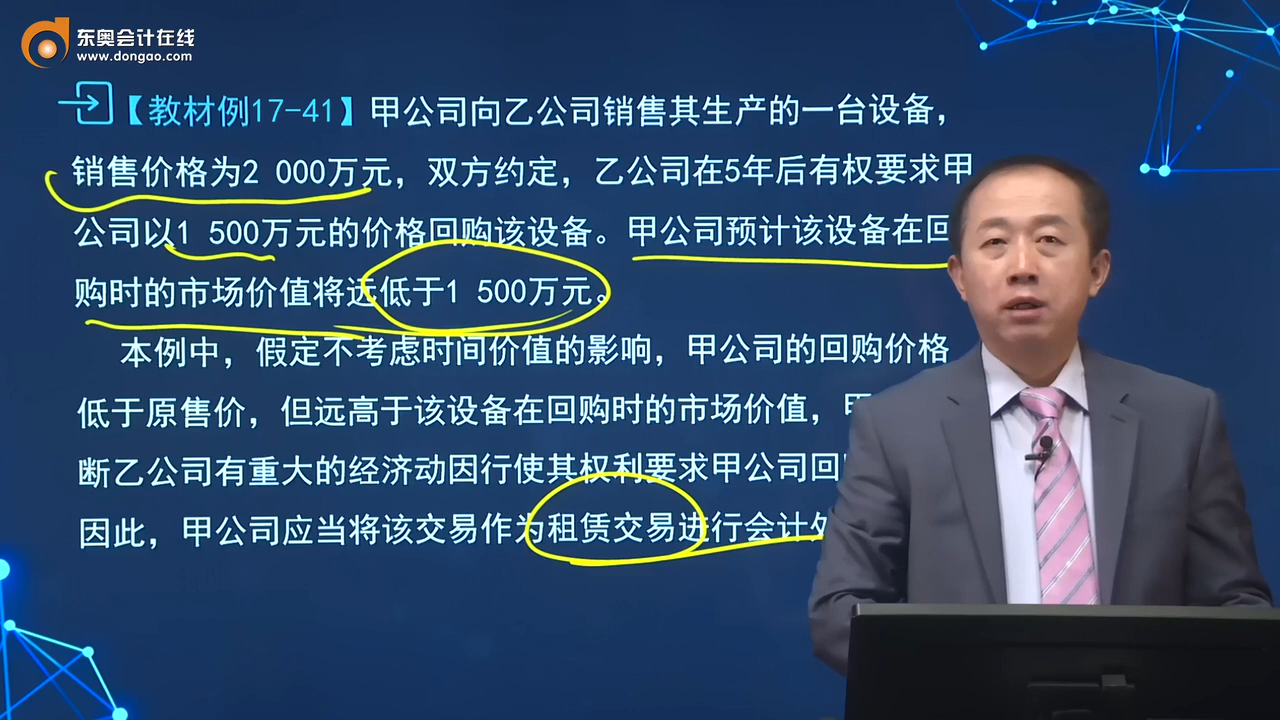 东奥会计在线
www.dongao.com
【教材例17-41】甲公司向乙公司销售其生产的一台设备，
销售价格为2 000万元，双方约定，乙公司在5年后有权要求甲
公司以1 500万元的价格回购该设备。甲公司预计该设备在回
购时的市场价值将远低于1 500万元。
本例中，假定不考虑时间价值的影响，甲公司的回购价格
低于原售价，但远高于该设备在回购时的市场价值，甲
断乙公司有重大的经济动因行使其权利要求甲公司回
因此，甲公司应当将该交易作为租赁交易进行会计处